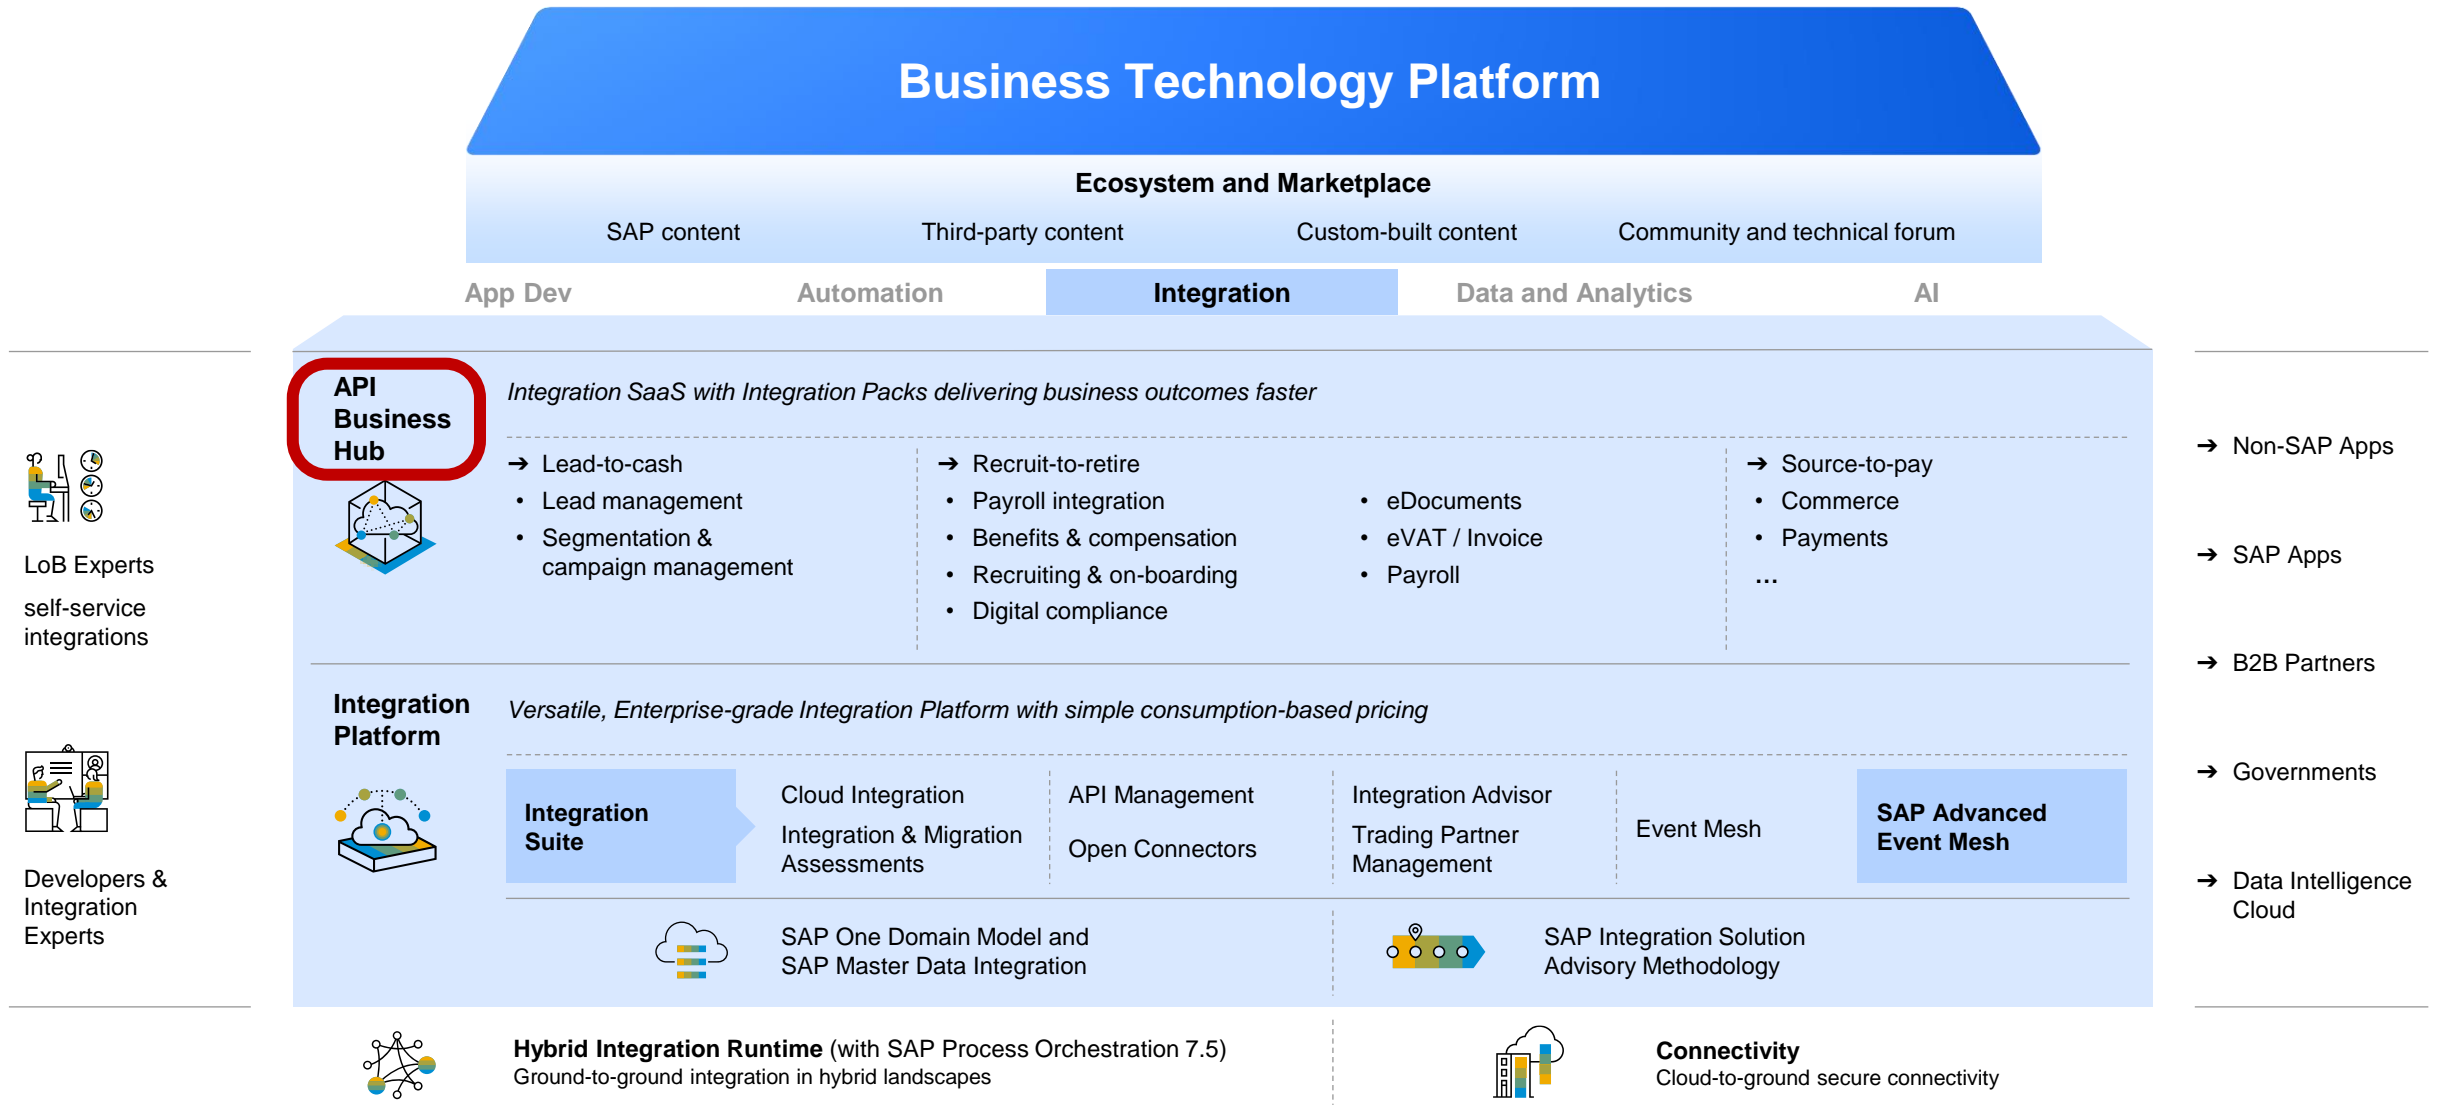 Business Technology Platform
Ecosystem and Marketplace
SAP content
Third-party content
Custom-built content
Community and technical forum
App Dev
Automation
Integration
Data and Analytics
AI
LoB Experts
self-service
integrations
Developers &
Integration
Experts
API
Business
Hub
Integration SaaS with Integration Packs delivering business outcomes faster
➔ Lead-to-cash
• Lead management
• Segmentation &
campaign management
➔ Recruit-to-retire
• Payroll integration
• Benefits & compensation
• Recruiting & on-boarding
• Digital compliance
• eDocuments
• eVAT / Invoice
• Payroll
➔ Source-to-pay
• Commerce
• Payments
...
Integration
Platform
Versatile, Enterprise-grade Integration Platform with simple consumption-based pricing
Integration
Suite
Cloud Integration
Integration & Migration
Assessments
API Management
Open Connectors
Integration Advisor
Trading Partner
Management
Event Mesh
SAP Advanced
Event Mesh
SAP One Domain Model and
SAP Master Data Integration
SAP Integration Solution
Advisory Methodology
➔ Non-SAP Apps
➔ SAP Apps
➔ B2B Partners
➔ Governments
➔ Data Intelligence
Cloud
Hybrid Integration Runtime (with SAP Process Orchestration 7.5)
Ground-to-ground integration in hybrid landscapes
Connectivity
Cloud-to-ground secure connectivity